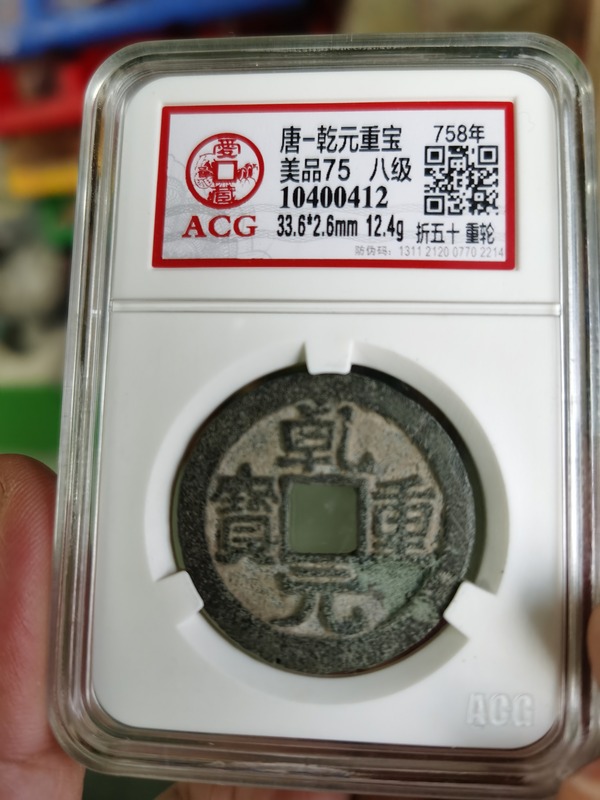 唐-乾元重宝 758年
美品75 八级
10400412
ACG 33.6*2.6mm 12.4g 折五十 重轮
防伪码：1311 2120 0770 2214
乾元重寶
ACG